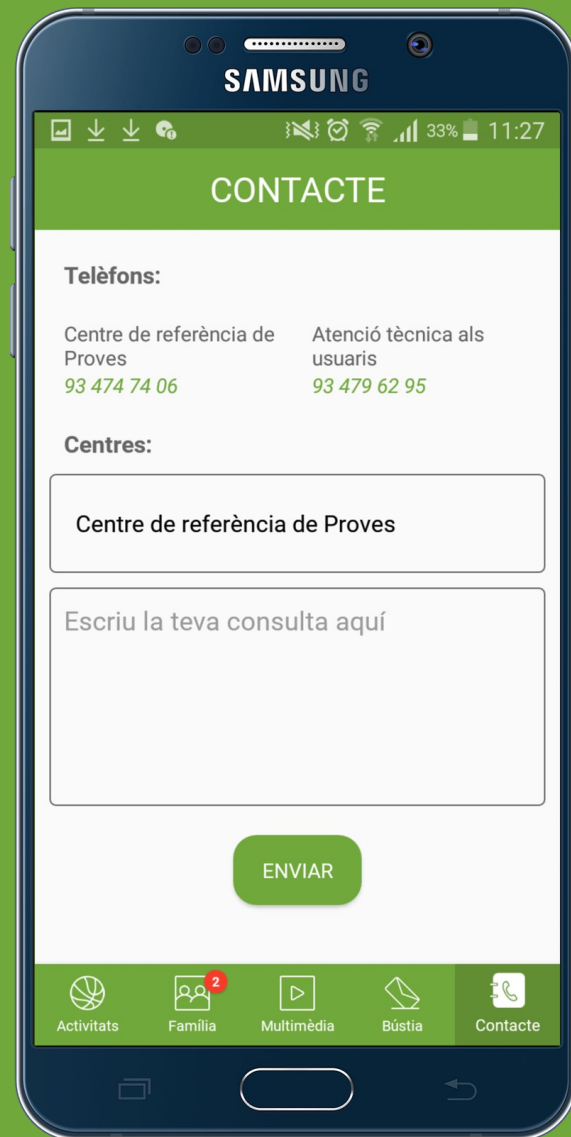 SAMSUNG
33% 11:27
CONTACTE
Telèfons:
Centre de referència de
Proves
93 474 74 06
Atenció tècnica als
usuaris
93 479 62 95
Centres:
Centre de referència de Proves
Escriu la teva consulta aquí
ENVIAR
2
Activitats
Família
Multimèdia
Bústia
Contacte